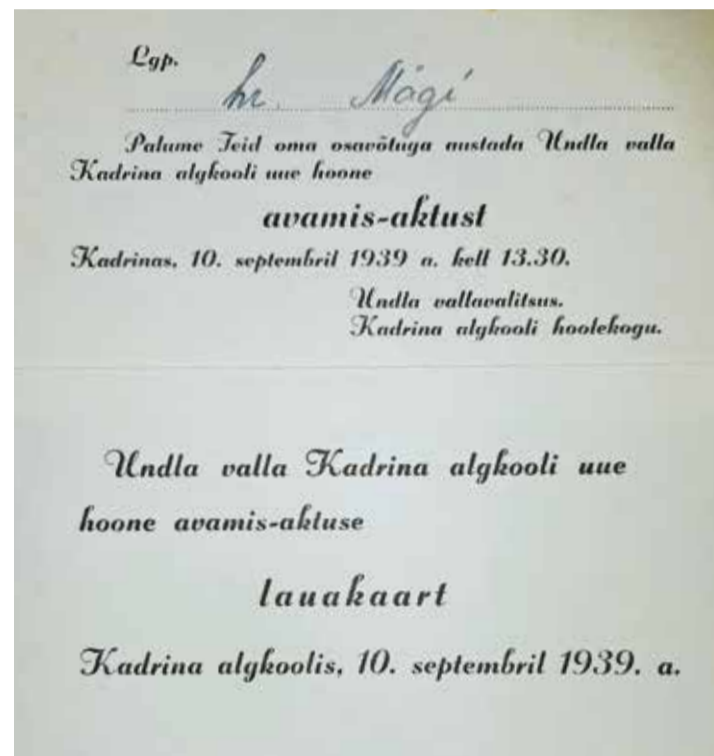 Lgp.
hr. Mägi
Palume Teid oma osavõtuga austada Undla valla
Kadrina algkooli uue hoone
avamis-aktust
Kadrinas, 10. septembril 1939 a. kell 13.30.
Undla vallavalitsus.
Kadrina algkooli hoolekogu.
Undla valla Kadrina algkooli uue
hoone avamis-aktuse
lauakaart
Kadrina algkoolis, 10. septembril 1939. a.